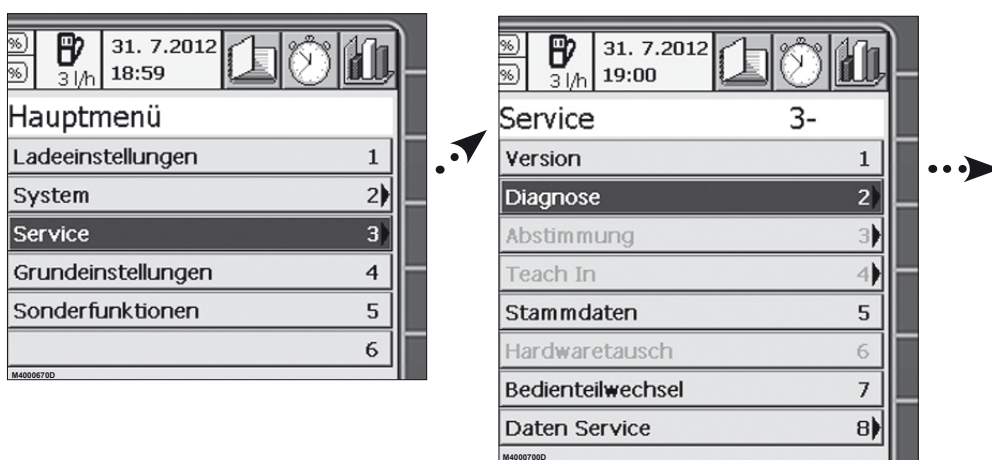 %
%
3 l/h
31. 7.2012
18:59
Hauptmenü
Ladeeinstellungen 1
System 2
Service 3
Grundeinstellungen 4
Sonderfunktionen 5
6
M4000670D
%
%
3 l/h
31. 7.2012
19:00
Service 3-
Version 1
Diagnose 2
Abstimmung 3
Teach In 4
Stammdaten 5
Hardwaretausch 6
Bedienteilwechsel 7
Daten Service 8
M4000700D